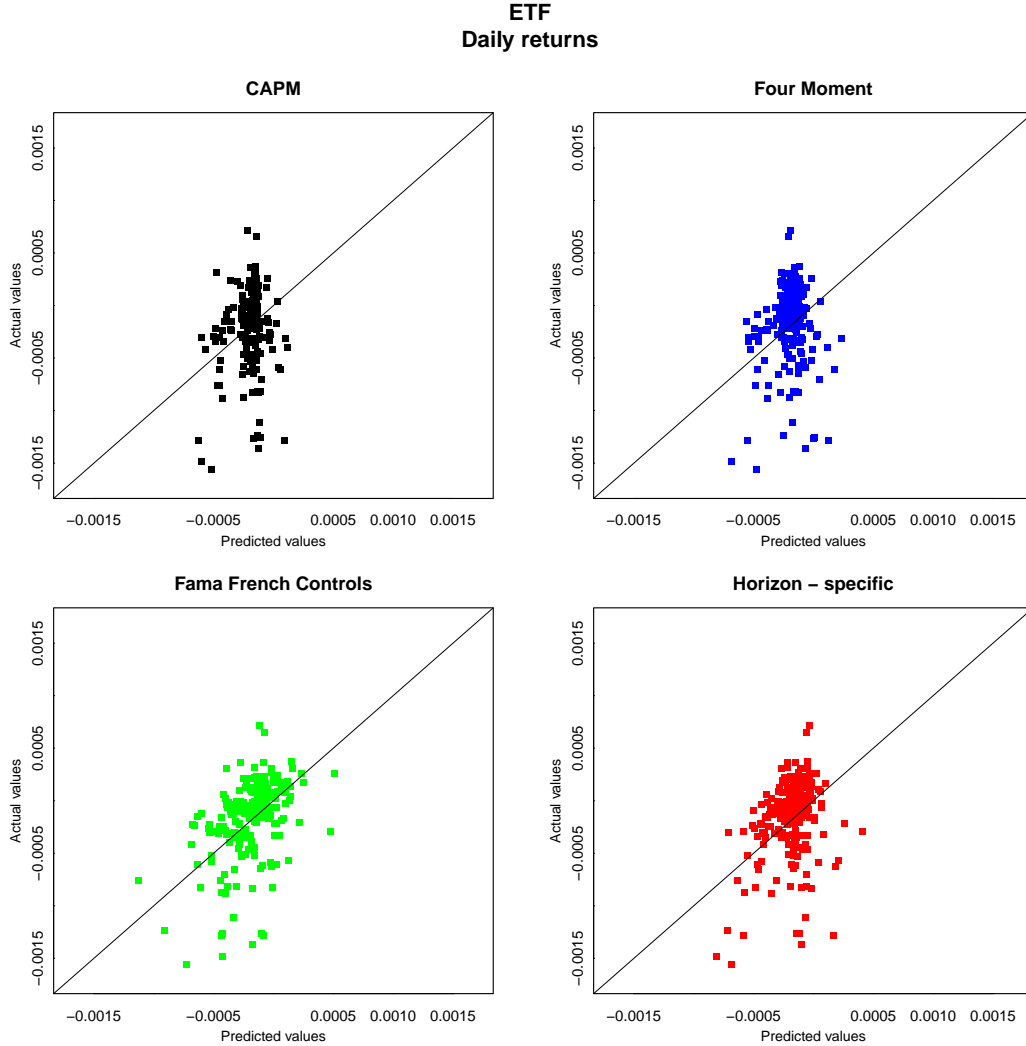 ETF
Daily returns
CAPM
Four Moment
Actual values
0.0015
0.0005
−0.0005
−0.0015
−0.0015
−0.0005
0.0005
0.0010
0.0015
Predicted values
Actual values
0.0015
0.0005
−0.0005
−0.0015
−0.0015
−0.0005
0.0005
0.0010
0.0015
Predicted values
Fama French Controls
Horizon − specific
Actual values
0.0015
0.0005
−0.0005
−0.0015
−0.0015
−0.0005
0.0005
0.0010
0.0015
Predicted values
Actual values
0.0015
0.0005
−0.0005
−0.0015
−0.0015
−0.0005
0.0005
0.0010
0.0015
Predicted values